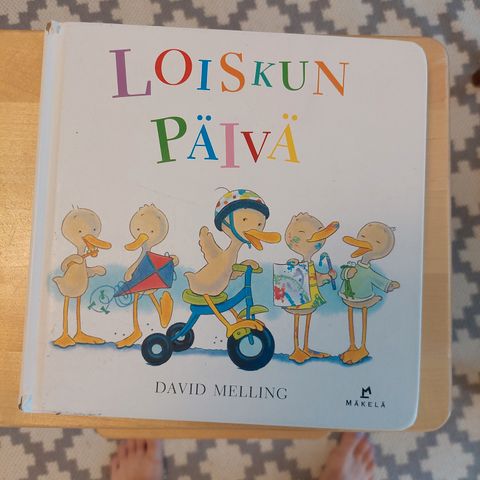 LOISKUN
PÄIVÄ
DAVID MELLING
MÄKELÄ